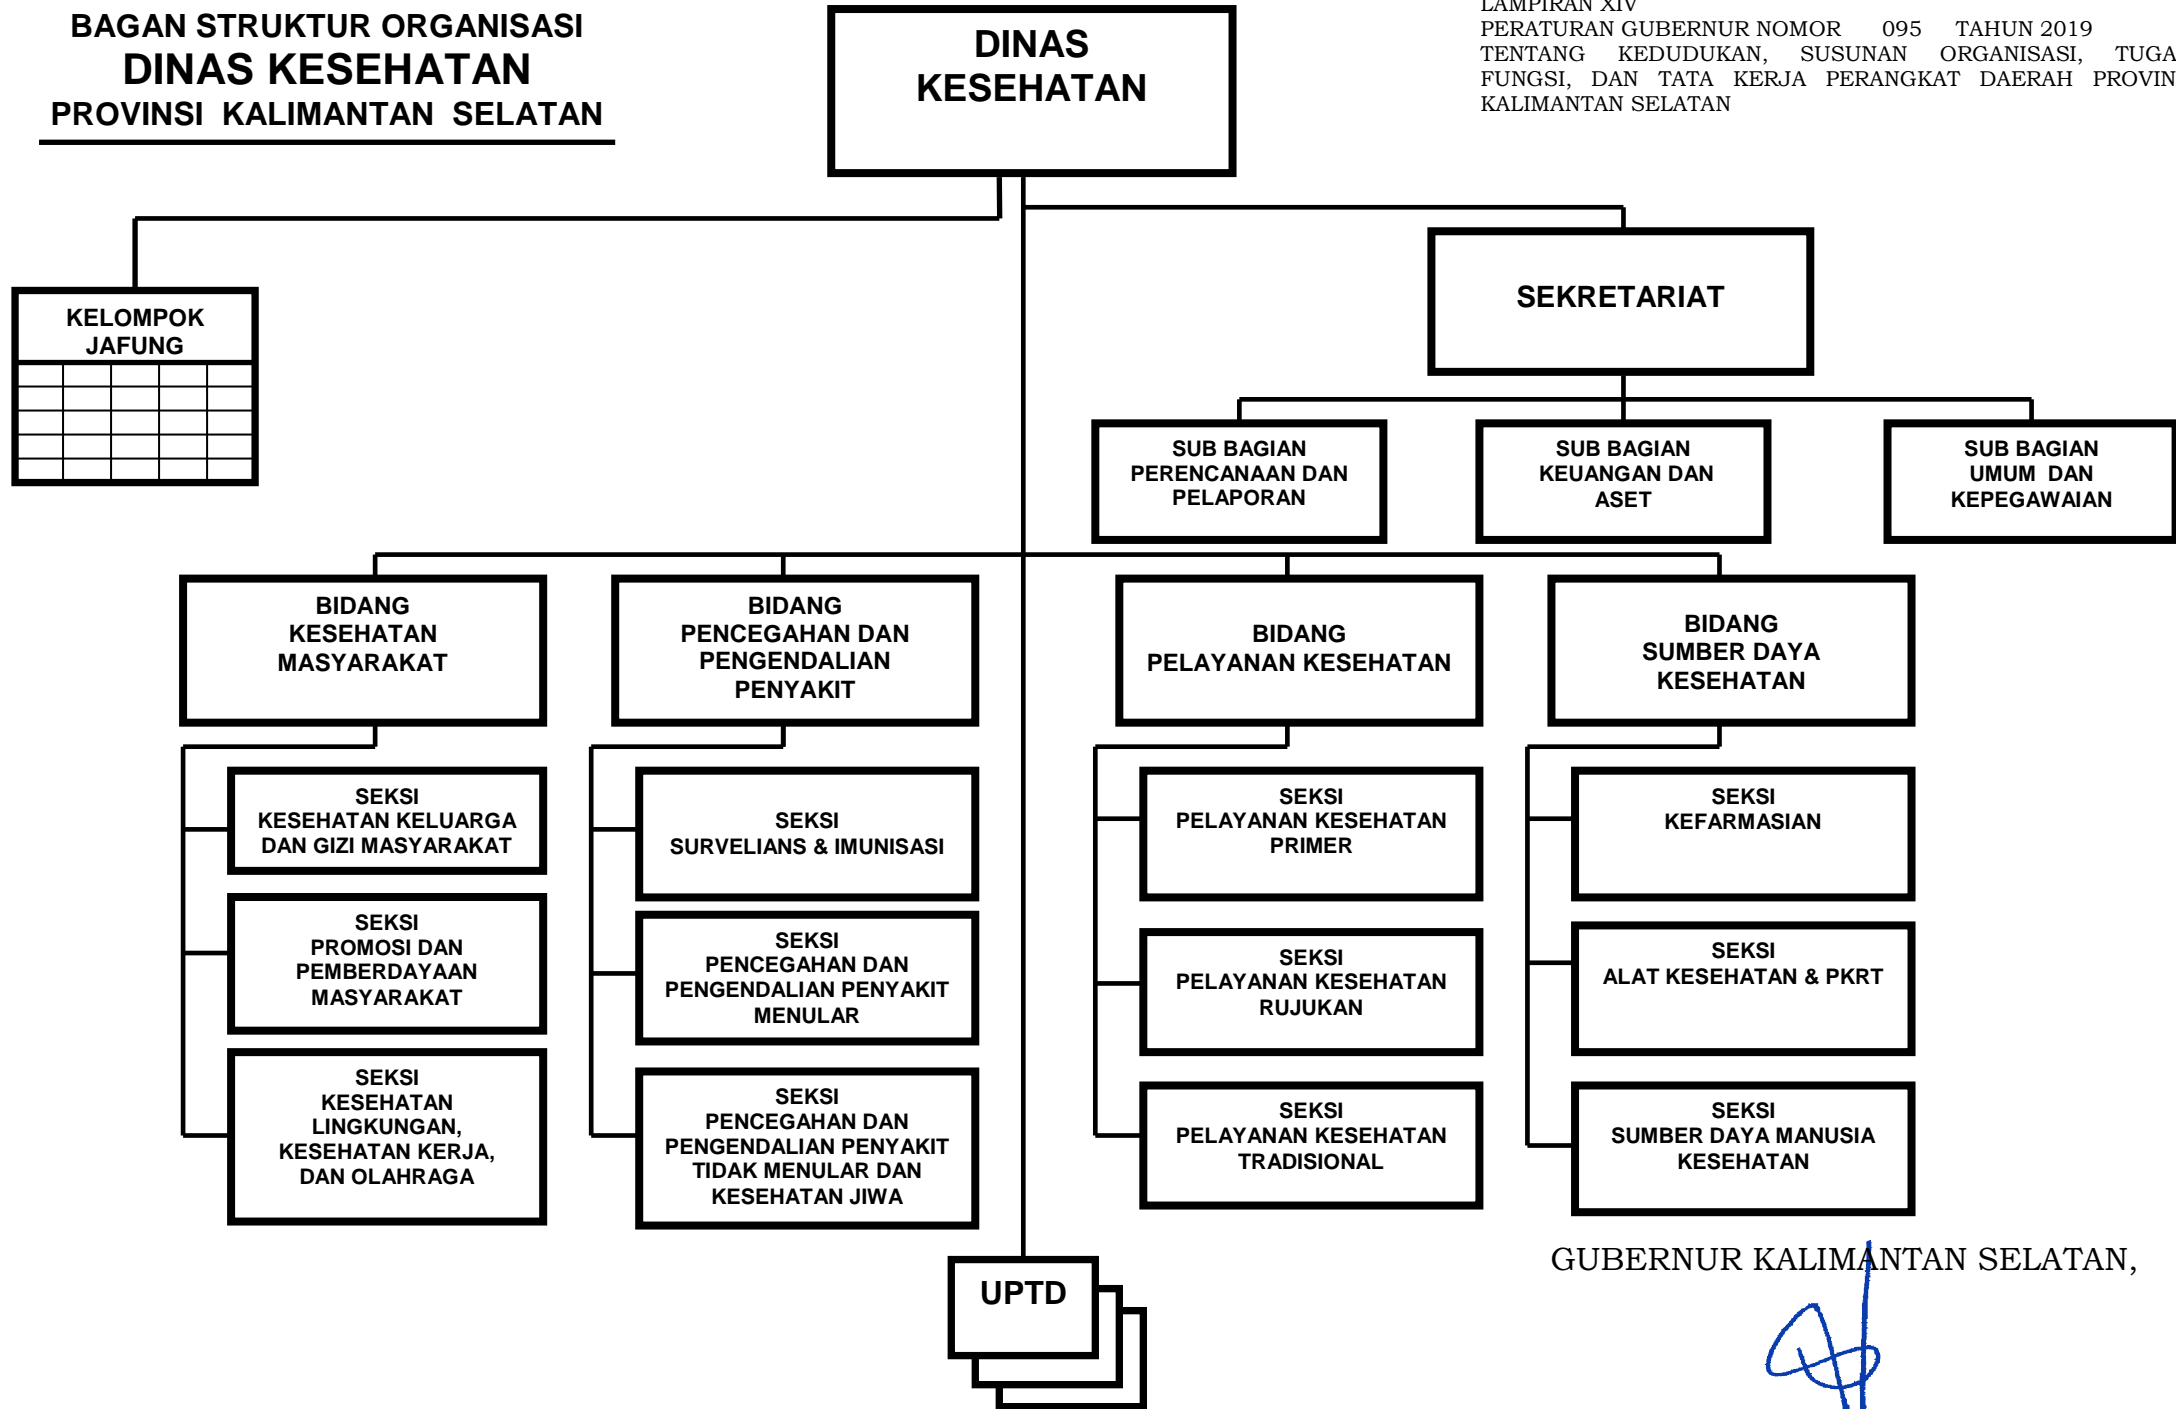 BAGAN STRUKTUR ORGANISASI
DINAS KESEHATAN
PROVINSI KALIMANTAN SELATAN
DINAS
KESEHATAN
LAMPIRAN XIV
PERATURAN GUBERNUR NOMOR 095 TAHUN 2019
TENTANG KEDUDUKAN, SUSUNAN ORGANISASI, TUGA
FUNGSI, DAN TATA KERJA PERANGKAT DAERAH PROVIN
KALIMANTAN SELATAN
KELOMPOK
JAFUNG
SEKRETARIAT
SUB BAGIAN
PERENCANAAN DAN
PELAPORAN
SUB BAGIAN
KEUANGAN DAN
ASET
SUB BAGIAN
UMUM DAN
KEPEGAWAIAN
BIDANG
KESEHATAN
MASYARAKAT
BIDANG
PENCEGAHAN DAN
PENGENDALIAN
PENYAKIT
BIDANG
PELAYANAN KESEHATAN
BIDANG
SUMBER DAYA
KESEHATAN
SEKSI
KESEHATAN KELUARGA
DAN GIZI MASYARAKAT
SEKSI
PROMOSI DAN
PEMBERDAYAAN
MASYARAKAT
SEKSI
KESEHATAN
LINGKUNGAN,
KESEHATAN KERJA,
DAN OLAHRAGA
SEKSI
SURVELIANS & IMUNISASI
SEKSI
PENCEGAHAN DAN
PENGENDALIAN PENYAKIT
MENULAR
SEKSI
PENCEGAHAN DAN
PENGENDALIAN PENYAKIT
TIDAK MENULAR DAN
KESEHATAN JIWA
SEKSI
PELAYANAN KESEHATAN
PRIMER
SEKSI
PELAYANAN KESEHATAN
RUJUKAN
SEKSI
PELAYANAN KESEHATAN
TRADISIONAL
SEKSI
KEFARMASIAN
SEKSI
ALAT KESEHATAN & PKRT
SEKSI
SUMBER DAYA MANUSIA
KESEHATAN
UPTD
GUBERNUR KALIMANTAN SELATAN,